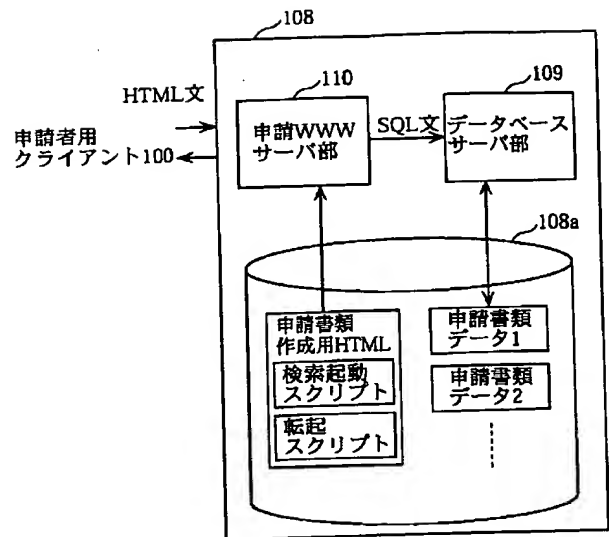 108
110
109
HTML文
申請者用
クライアント100
申請WWW
サーバ部
SQL文
データベース
サーバ部
108a
申請書類
作成用HTML
検索起動
スクリプト
転起
スクリプト
申請書類
データ1
申請書類
データ2